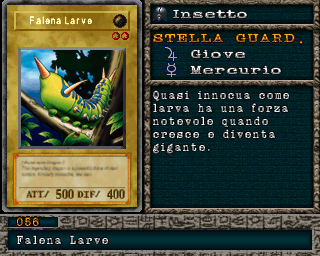 Falena Larve
ATT/ 500 DIF/ 400
Insetto
STELLA GUARD.
Giove
Mercurio
Quasi innocua come
larva ha una forza
notevole quando
cresce e diventa
gigante.
056
Falena Larve